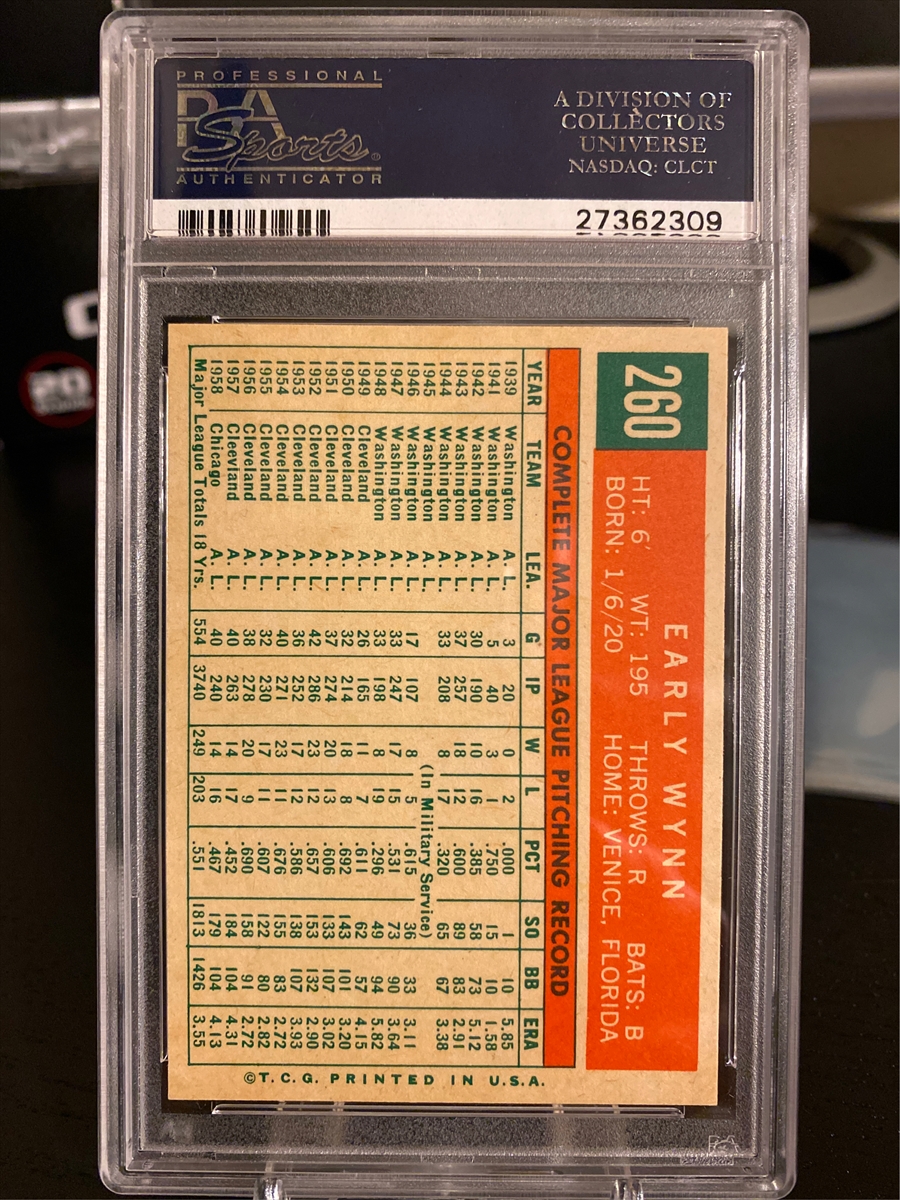 PROFESSIONAL
PSA
Sports®
AUTHENTICATOR
A DIVISION OF
COLLECTORS
UNIVERSE
NASDAQ: CLCT
27362309
20
260
EARLY WYNN
HT: 6' WT: 195 THROWS: R BATS: B
BORN: 1/6/20 HOME: VENICE, FLORIDA
COMPLETE MAJOR LEAGUE PITCHING RECORD
YEAR TEAM LEA. G IP W L PCT SO BB ERA
1939 Washington A. L. 3 20 0 2 .000 1 10 5.85
1941 Washington A. L. 5 40 3 1 .750 15 10 1.58
1942 Washington A. L. 30 190 10 16 .385 58 73 5.12
1943 Washington A. L. 37 257 18 12 .600 89 83 2.91
1944 Washington A. L. 33 208 8 17 .320 65 67 3.38
1945 Washington A. L. (In Military Service)
1946 Washington A. L. 17 107 8 5 .615 36 33 3.11
1947 Washington A. L. 33 247 17 15 .531 73 90 3.64
1948 Washington A. L. 33 198 8 19 .296 49 94 5.82
1949 Cleveland A. L. 26 165 11 7 .611 62 57 4.15
1950 Cleveland A. L. 32 214 18 8 .692 143 101 3.20
1951 Cleveland A. L. 37 274 20 13 .606 133 107 3.02
1952 Cleveland A. L. 42 286 23 12 .657 153 132 2.90
1953 Cleveland A. L. 36 252 17 12 .586 138 107 3.93
1954 Cleveland A. L. 40 271 23 11 .676 155 83 2.72
1955 Cleveland A. L. 32 230 17 11 .607 122 80 2.82
1956 Cleveland A. L. 38 278 20 9 .690 158 91 2.72
1957 Cleveland A. L. 40 263 14 17 .452 184 104 4.31
1958 Chicago A. L. 40 240 14 16 .467 179 104 4.13
Major League Totals 18 Yrs. 554 3740 249 203 .551 1813 1426 3.55
©T.C.G. PRINTED IN U.S.A.